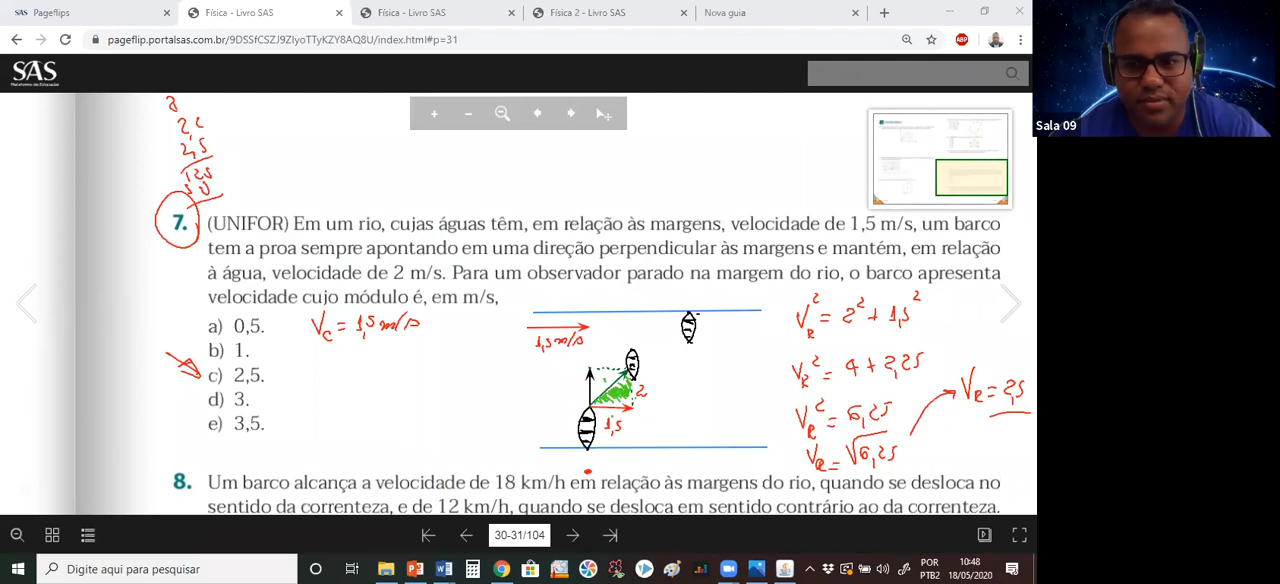 Pageflips
Física - Livro SAS
Física - Livro SAS
Física 2 - Livro SAS
Nova guia
pageflip.portalsas.com.br/9DSSfCSZJ9ZIyoTTyKZY8AQ8U/index.html#p=31
ABP
SAS
Plataforma de Educação
Sala 09
2,5
125
7. (UNIFOR) Em um rio, cujas águas têm, em relação às margens, velocidade de 1,5 m/s, um barco
tem a proa sempre apontando em uma direção perpendicular às margens e mantém, em relação
à água, velocidade de 2 m/s. Para um observador parado na margem do rio, o barco apresenta
velocidade cujo módulo é, em m/s,
a) 0,5.
b) 1.
c) 2,5.
d) 3.
e) 3,5.
Vc = 1,5 m/s
1,5 m/s
2
1,5
VR² = 2² + 1,5²
VR² = 4 + 2,25
VR² = 6,25
VR = √6,25
VR = 2,5
8. Um barco alcança a velocidade de 18 km/h em relação às margens do rio, quando se desloca no
sentido da correnteza, e de 12 km/h, quando se desloca em sentido contrário ao da correnteza.
30-31/104
Digite aqui para pesquisar
POR
PTB2
10:48
18/05/2020